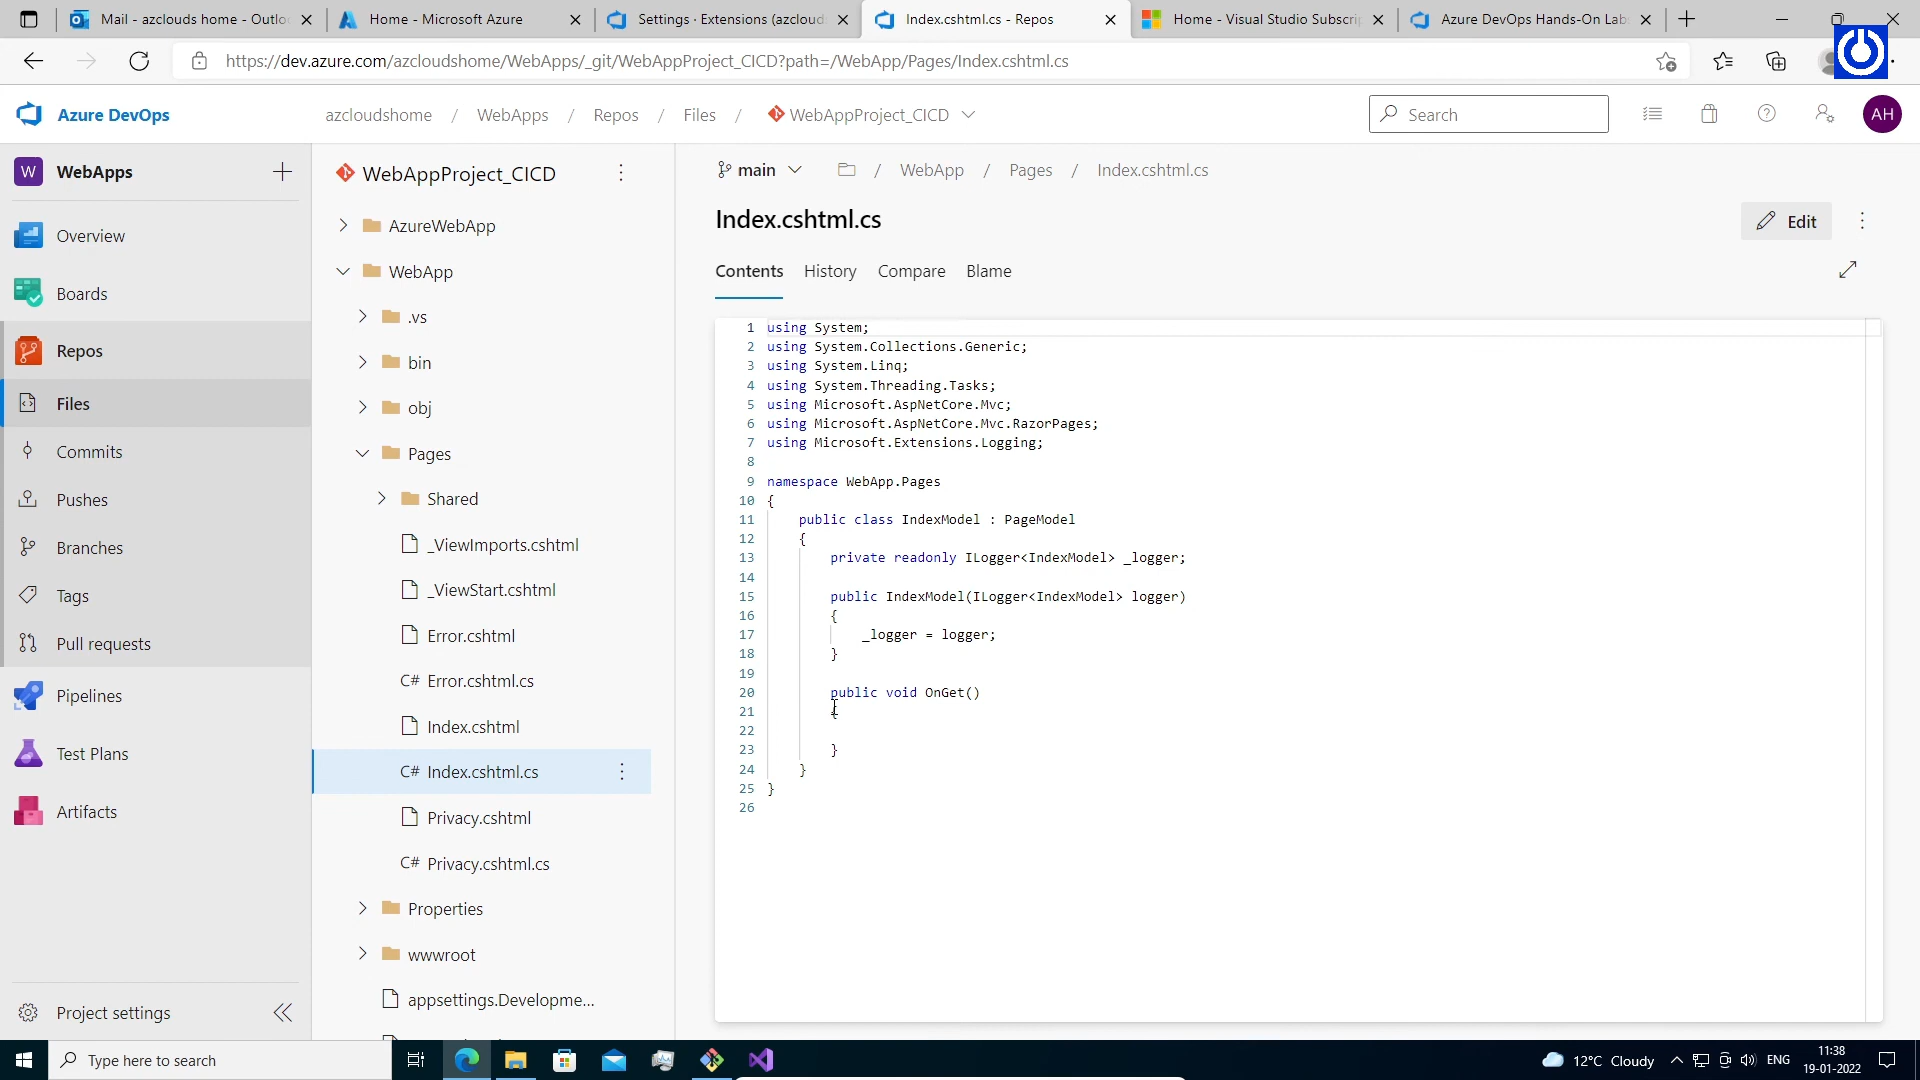 Mail - azclouds home - Outlo
Home - Microsoft Azure
Settings · Extensions (azcloud
Index.cshtml.cs - Repos
Home - Visual Studio Subscrip
Azure DevOps Hands-On Lab
https://dev.azure.com/azcloudshome/WebApps/_git/WebAppProject_CICD?path=/WebApp/Pages/Index.cshtml.cs
Azure DevOps
azcloudshome / WebApps / Repos / Files / WebAppProject_CICD
Search
AH
W WebApps
Overview
Boards
Repos
Files
Commits
Pushes
Branches
Tags
Pull requests
Pipelines
Test Plans
Artifacts
Project settings
WebAppProject_CICD
AzureWebApp
WebApp
.vs
bin
obj
Pages
Shared
_ViewImports.cshtml
_ViewStart.cshtml
Error.cshtml
C# Error.cshtml.cs
Index.cshtml
C# Index.cshtml.cs
Privacy.cshtml
C# Privacy.cshtml.cs
Properties
wwwroot
appsettings.Developme...
main / WebApp / Pages / Index.cshtml.cs
Index.cshtml.cs
Edit
Contents History Compare Blame
1 using System;
2 using System.Collections.Generic;
3 using System.Linq;
4 using System.Threading.Tasks;
5 using Microsoft.AspNetCore.Mvc;
6 using Microsoft.AspNetCore.Mvc.RazorPages;
7 using Microsoft.Extensions.Logging;
8
9 namespace WebApp.Pages
10 {
11 public class IndexModel : PageModel
12 {
13 private readonly ILogger<IndexModel> _logger;
14
15 public IndexModel(ILogger<IndexModel> logger)
16 {
17 _logger = logger;
18 }
19
20 public void OnGet()
21 {
22
23 }
24 }
25 }
26
Type here to search
12°C Cloudy
ENG
11:38
19-01-2022